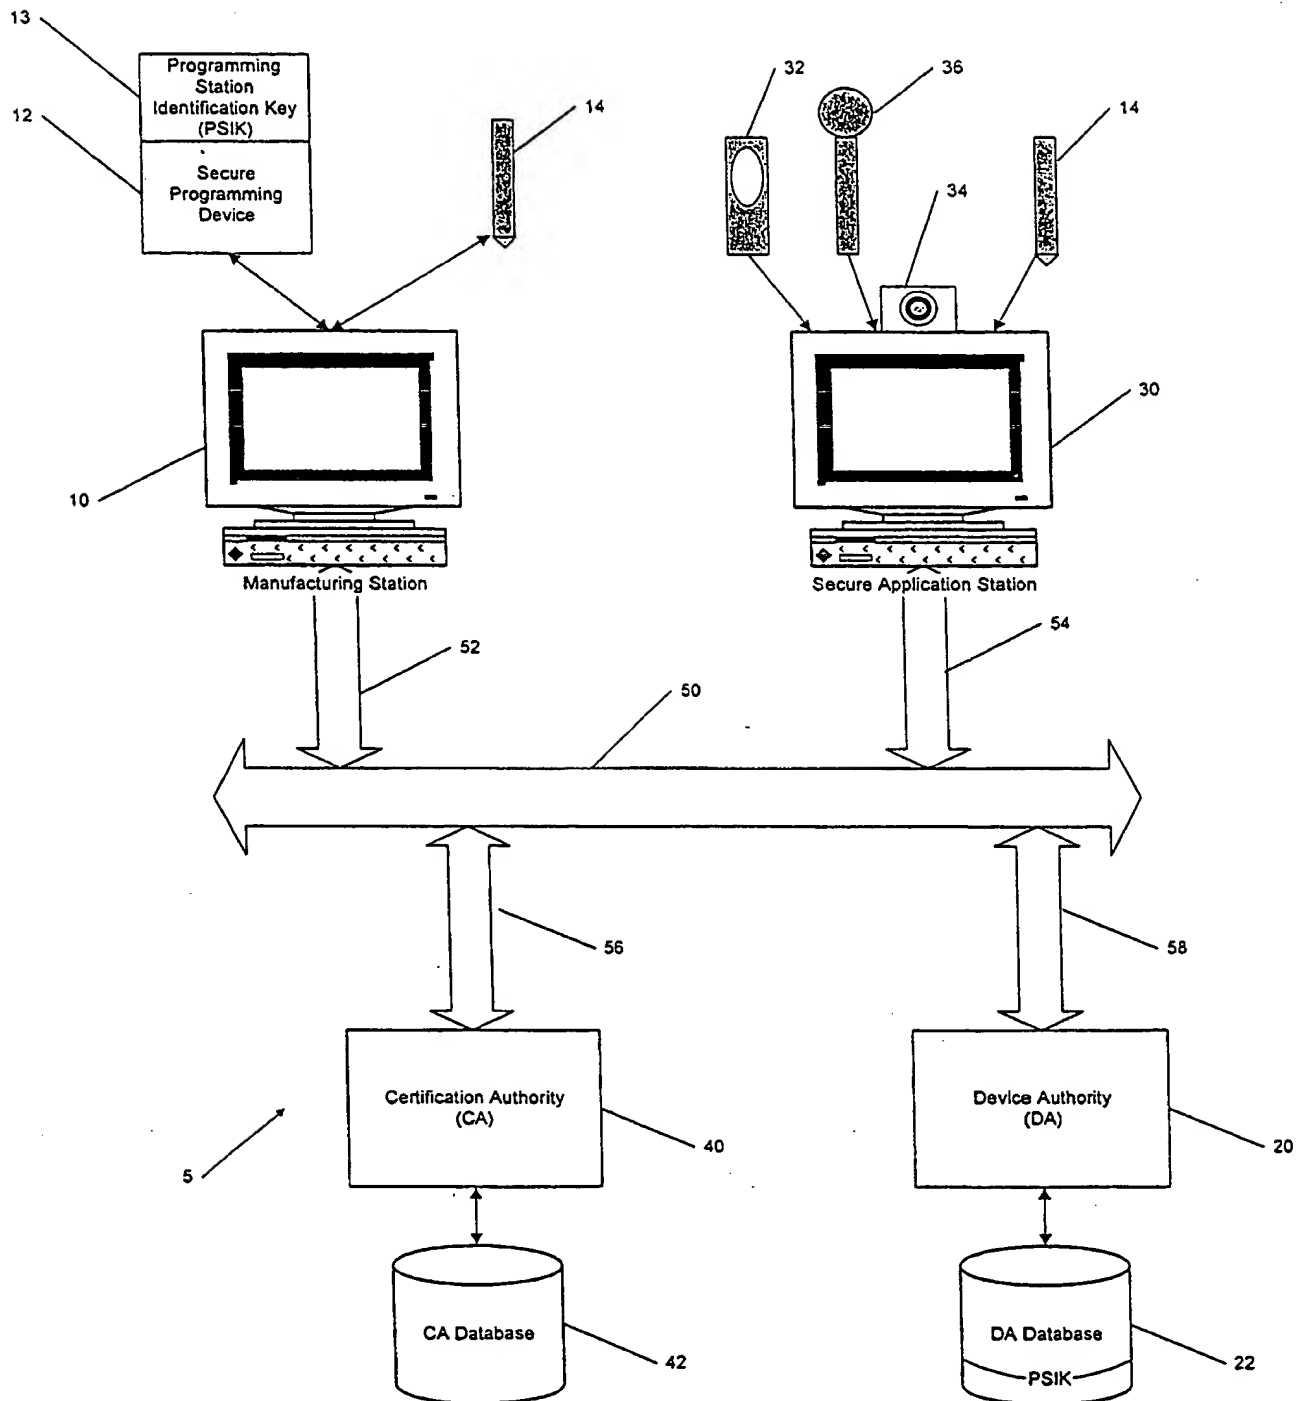 13
Programming
Station
Identification Key
(PSIK)
12
Secure
Programming
Device
14
32
36
14
34
10
30
Manufacturing Station
Secure Application Station
52
54
50
56
58
Certification Authority
(CA)
Device Authority
(DA)
40
20
5
CA Database
DA Database
42
22
PSIK